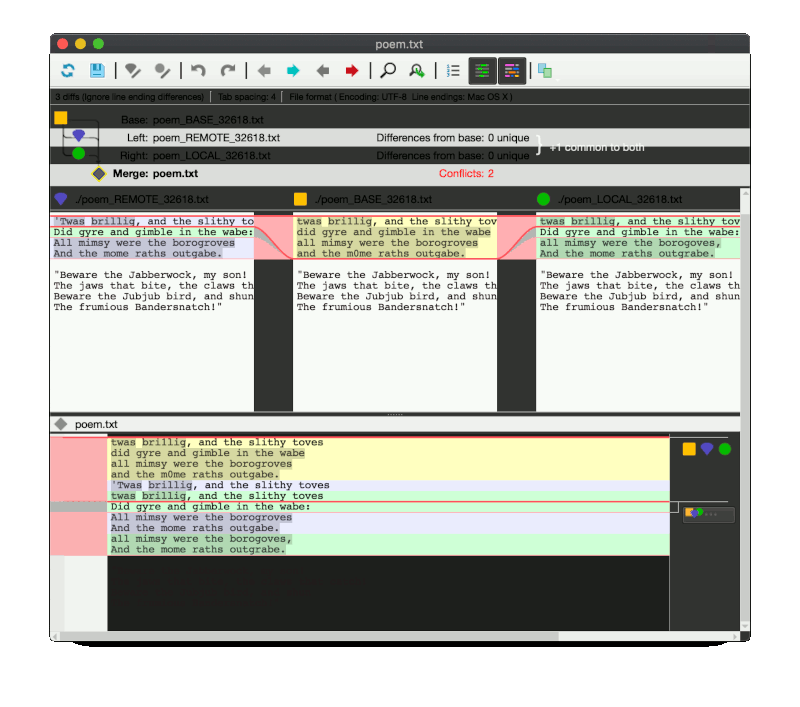 poem.txt
3 diffs (Ignore line ending differences)  Tab spacing: 4  File format ( Encoding: UTF-8  Line endings: Mac OS X )
Base: poem_BASE_32618.txt
Left: poem_REMOTE_32618.txt  Differences from base: 0 unique
Right: poem_LOCAL_32618.txt  Differences from base: 0 unique
} +1 common to both
Merge: poem.txt  Conflicts: 2
./poem_REMOTE_32618.txt
'Twas brillig, and the slithy to
Did gyre and gimble in the wabe:
All mimsy were the borogroves
And the mome raths outgabe.
"Beware the Jabberwock, my son!
The jaws that bite, the claws th
Beware the Jubjub bird, and shun
The frumious Bandersnatch!"
./poem_BASE_32618.txt
twas brillig, and the slithy tov
did gyre and gimble in the wabe
all mimsy were the borogroves
and the m0me raths outgabe.
"Beware the Jabberwock, my son!
The jaws that bite, the claws th
Beware the Jubjub bird, and shun
The frumious Bandersnatch!"
./poem_LOCAL_32618.txt
twas brillig, and the slithy tov
Did gyre and gimble in the wabe:
all mimsy were the borogoves,
And the mome raths outgrabe.
"Beware the Jabberwock, my son!
The jaws that bite, the claws th
Beware the Jubjub bird, and shun
The frumious Bandersnatch!"
poem.txt
twas brillig, and the slithy toves
did gyre and gimble in the wabe
all mimsy were the borogroves
and the m0me raths outgabe.
'Twas brillig, and the slithy toves
twas brillig, and the slithy toves
Did gyre and gimble in the wabe:
All mimsy were the borogroves
And the mome raths outgabe.
all mimsy were the borogoves,
And the mome raths outgrabe.